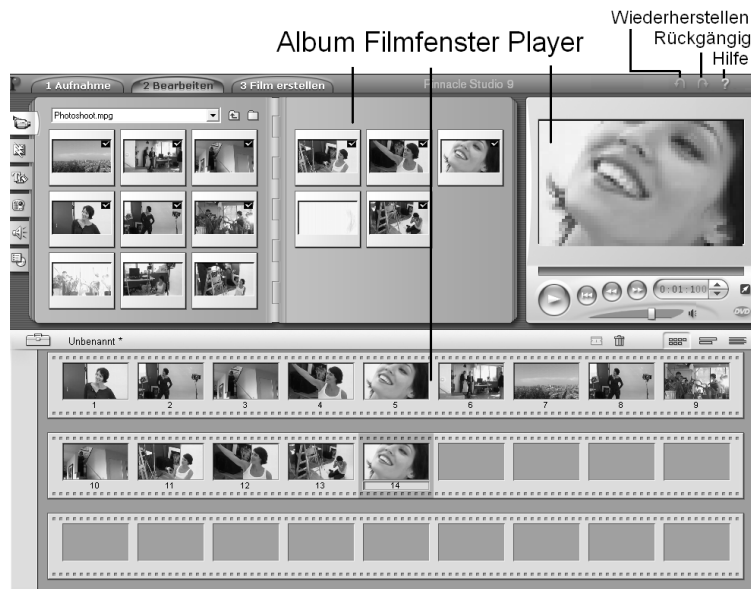 Wiederherstellen
Rückgängig
Hilfe
Album Filmfenster Player
1 Aufnahme 2 Bearbeiten 3 Film erstellen Pinnacle Studio 9 ?
Photoshoot.mpg
0:01:10
DVD
Unbenannt *
1 2 3 4 5 6 7 8 9
10 11 12 13 14